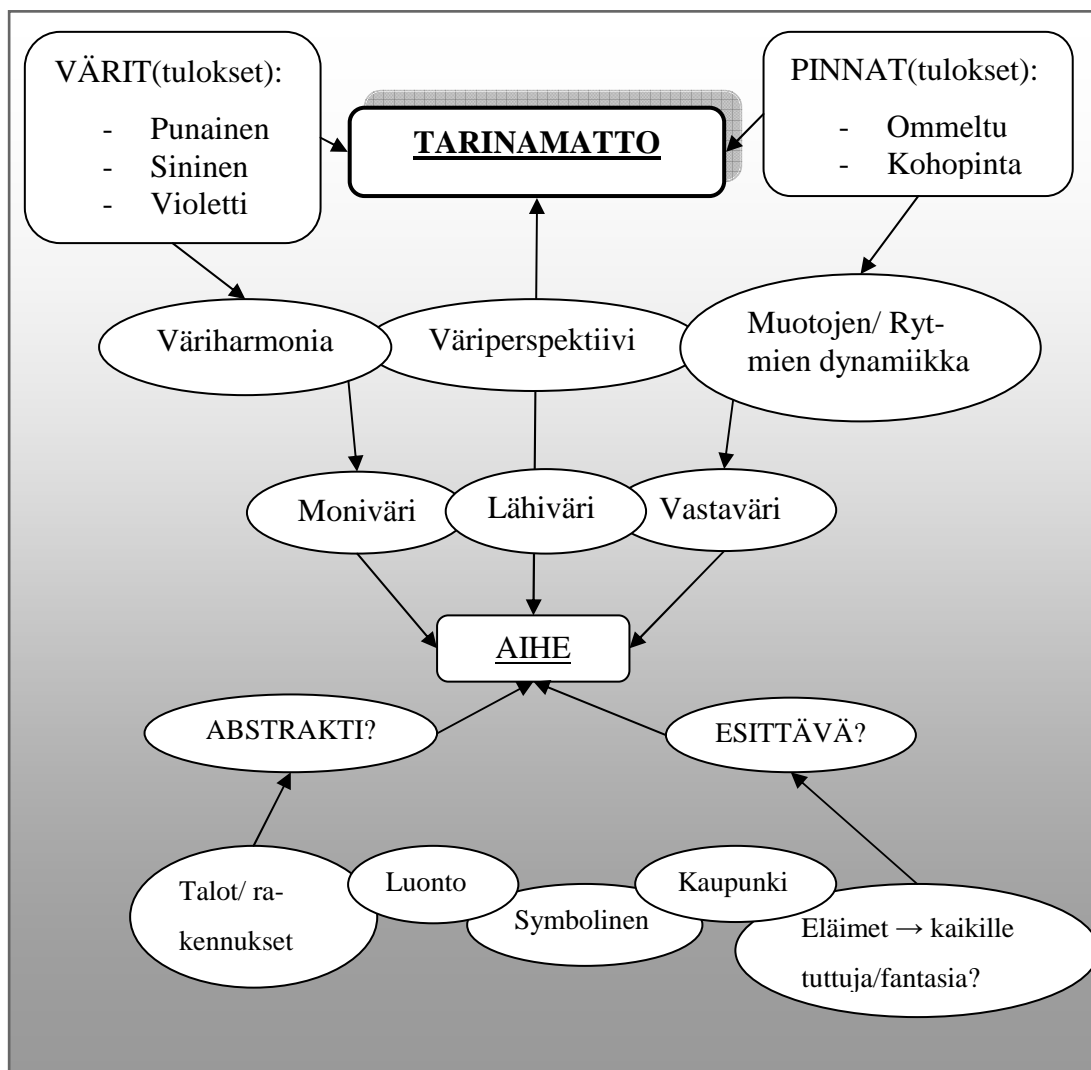 VÄRIT(tulokset):
- Punainen
- Sininen
- Violetti
TARINAMATTO
PINNAT(tulokset):
- Ommeltu
- Kohopinta
Väriharmonia
Väriperspektiivi
Muotojen/ Ryt-
mien dynamiikka
Moniväri
Lähiväri
Vastaväri
AIHE
ABSTRAKTI?
ESITTÄVÄ?
Talot/ ra-
kennukset
Luonto
Symbolinen
Kaupunki
Eläimet → kaikille
tuttuja/fantasia?